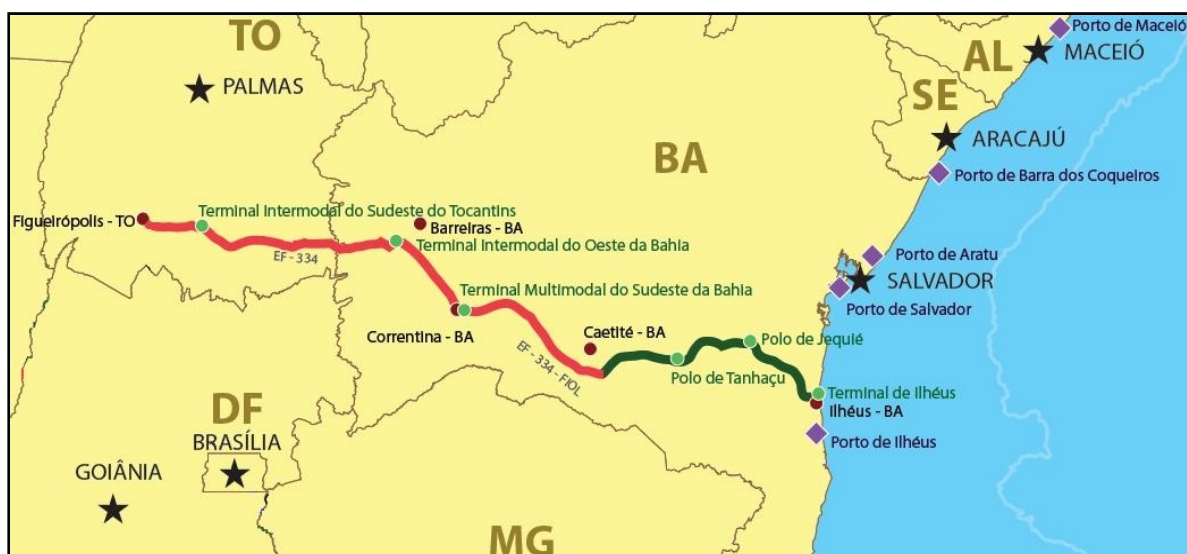 TO
Porto de Maceió
AL
MACEIÓ
PALMAS
SE
ARACAJÚ
BA
Porto de Barra dos Coqueiros
Terminal Intermodal do Sudeste do Tocantins
Figueirópolis - TO
Barreiras - BA
Terminal Intermodal do Oeste da Bahia
EF - 334
Porto de Aratu
SALVADOR
Terminal Multimodal do Sudeste da Bahia
Porto de Salvador
Correntina - BA
Caetité - BA
Polo de Jequié
EF - 334 - FIOL
Polo de Tanhaçu
Terminal de Ilhéus
Ilhéus - BA
DF
BRASÍLIA
Porto de Ilhéus
GOIÂNIA
MG